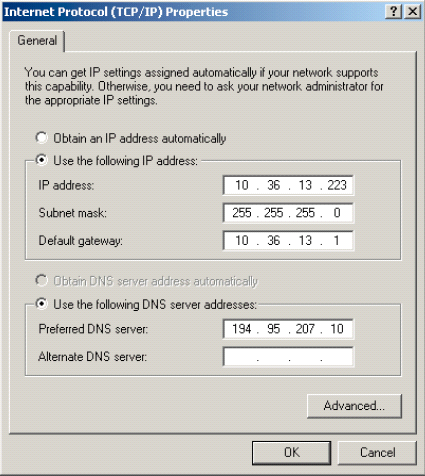 Internet Protocol (TCP/IP) Properties
General
You can get IP settings assigned automatically if your network supports
this capability. Otherwise, you need to ask your network administrator for
the appropriate IP settings.
Obtain an IP address automatically
Use the following IP address:
IP address: 10 . 36 . 13 . 223
Subnet mask: 255 . 255 . 255 . 0
Default gateway: 10 . 36 . 13 . 1
Obtain DNS server address automatically
Use the following DNS server addresses:
Preferred DNS server: 194 . 95 . 207 . 10
Alternate DNS server: . . .
Advanced...
OK Cancel